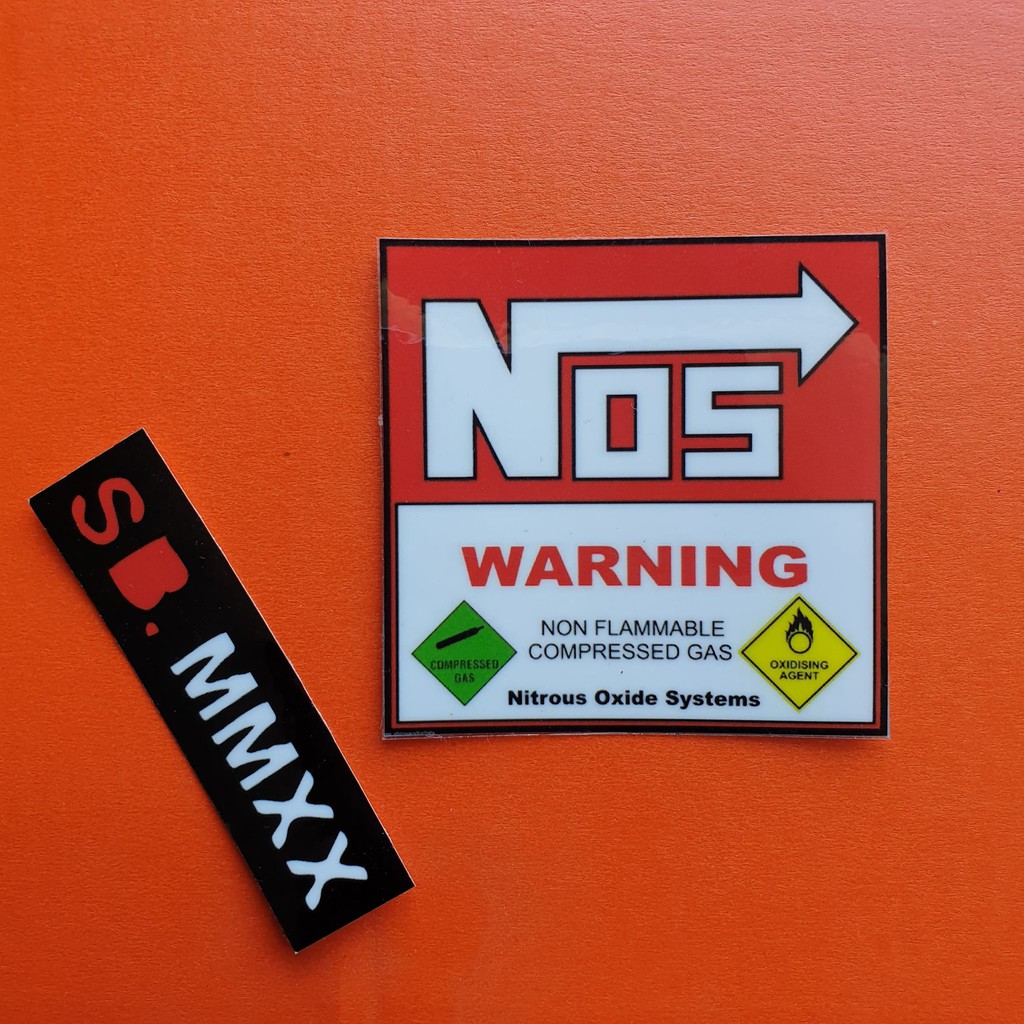 NOS
WARNING
NON FLAMMABLE
COMPRESSED GAS
COMPRESSED
GAS
OXIDISING
AGENT
Nitrous Oxide Systems
SB. MMXX